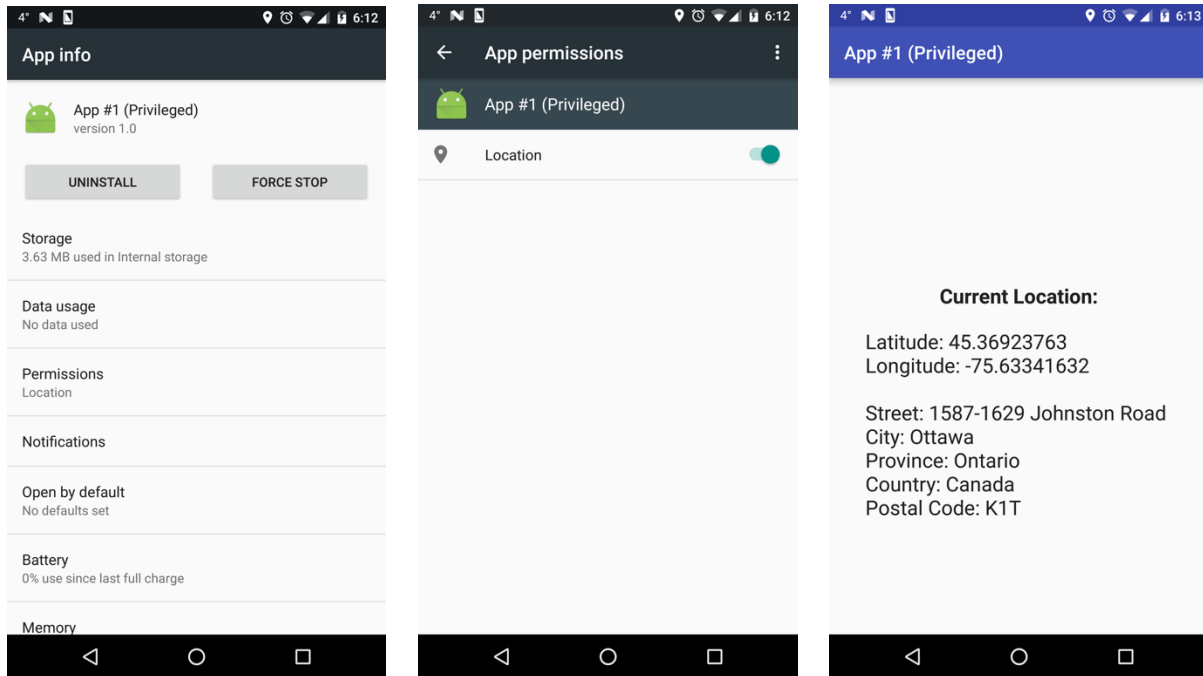 4° 6:12
App info
App #1 (Privileged)
version 1.0
UNINSTALL FORCE STOP
Storage
3.63 MB used in Internal storage
Data usage
No data used
Permissions
Location
Notifications
Open by default
No defaults set
Battery
0% use since last full charge
Memory
4° 6:12
App permissions
App #1 (Privileged)
Location
4° 6:13
App #1 (Privileged)
Current Location:
Latitude: 45.36923763
Longitude: -75.63341632
Street: 1587-1629 Johnston Road
City: Ottawa
Province: Ontario
Country: Canada
Postal Code: K1T